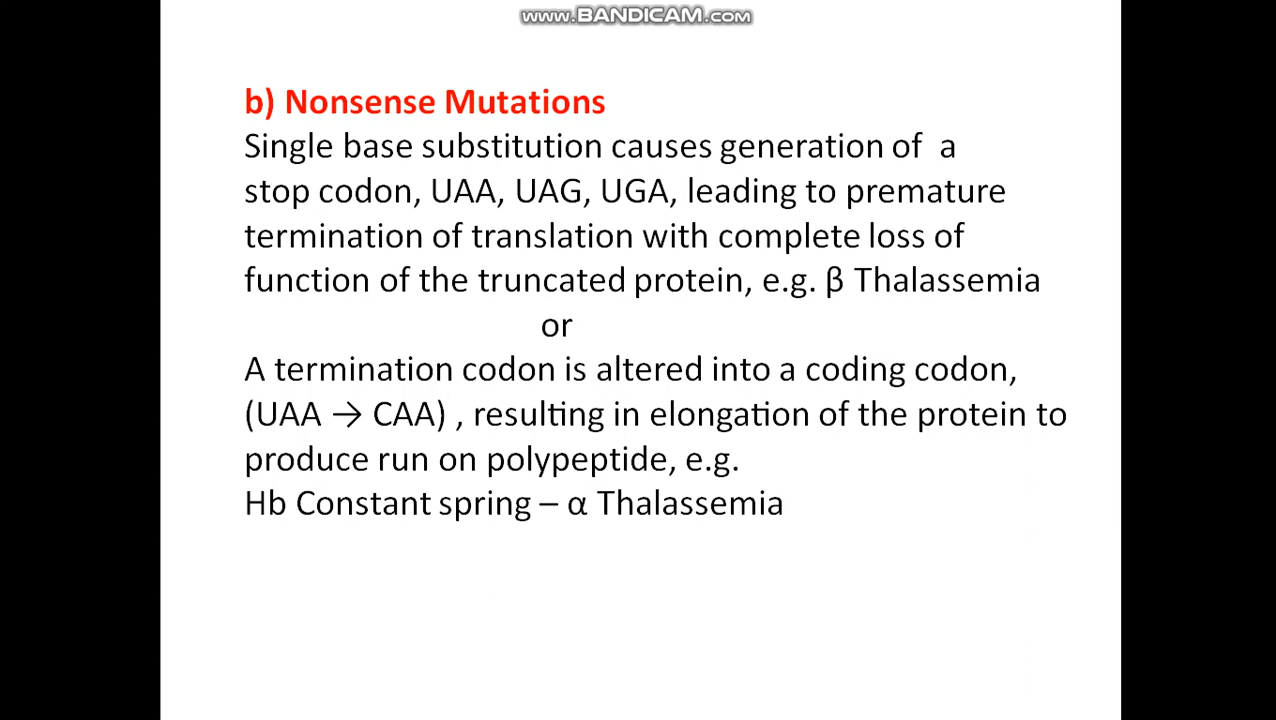 www.BANDICAM.com
b) Nonsense Mutations
Single base substitution causes generation of a
stop codon, UAA, UAG, UGA, leading to premature
termination of translation with complete loss of
function of the truncated protein, e.g. β Thalassemia
or
A termination codon is altered into a coding codon,
(UAA → CAA) , resulting in elongation of the protein to
produce run on polypeptide, e.g.
Hb Constant spring – α Thalassemia